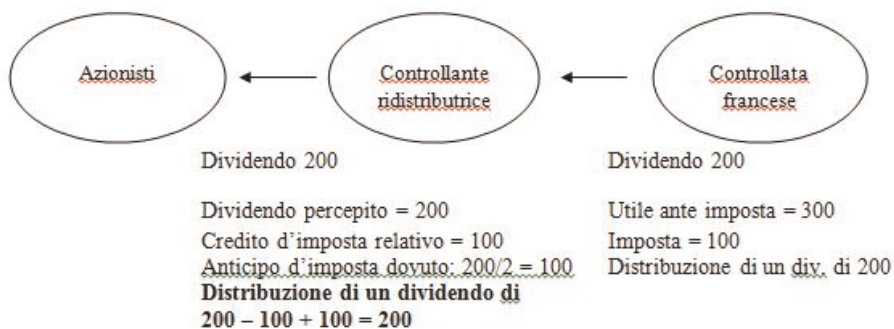 Azionisti
Controllante
ridistributrice
Controllata
francese
Dividendo 200
Dividendo percepito = 200
Credito d'imposta relativo = 100
Anticipo d'imposta dovuto: 200/2 = 100
Distribuzione di un dividendo di
200 – 100 + 100 = 200
Dividendo 200
Utile ante imposta = 300
Imposta = 100
Distribuzione di un div. di 200